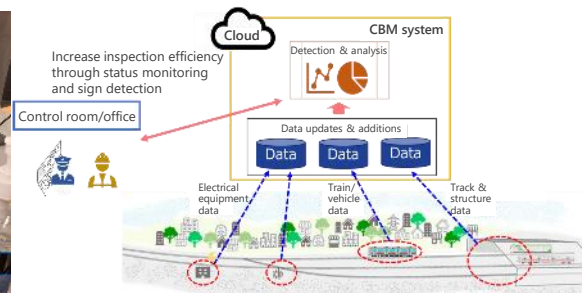 Cloud
CBM system
Detection & analysis
Increase inspection efficiency
through status monitoring
and sign detection
Control room/office
Data updates & additions
Data
Data
Data
Electrical
equipment
data
Train/
vehicle
data
Track &
structure
data